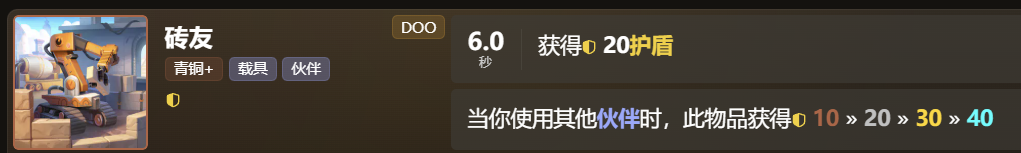 砖友
DOO
青铜+ 载具 伙伴
6.0
秒
获得 20护盾
当你使用其他伙伴时，此物品获得 10 » 20 » 30 » 40